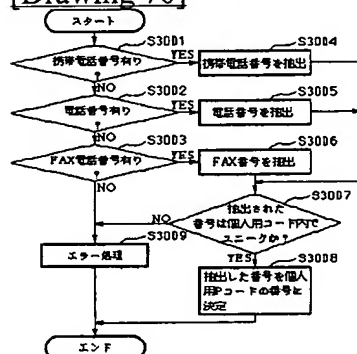 [Drawing 70]
スタート
S3001
携帯電話番号有り
?
YES
S3004
携帯電話番号を抽出
NO
S3002
電話番号有り
?
YES
S3005
電話番号を抽出
NO
S3003
FAX電話番号有り
?
YES
S3006
FAX番号を抽出
NO
S3007
抽出された
番号は個人用コード内で
ユニークか?
NO
YES
S3009
エラー処理
S3008
抽出した番号を個人
用Pコードの番号に
決定
エンド